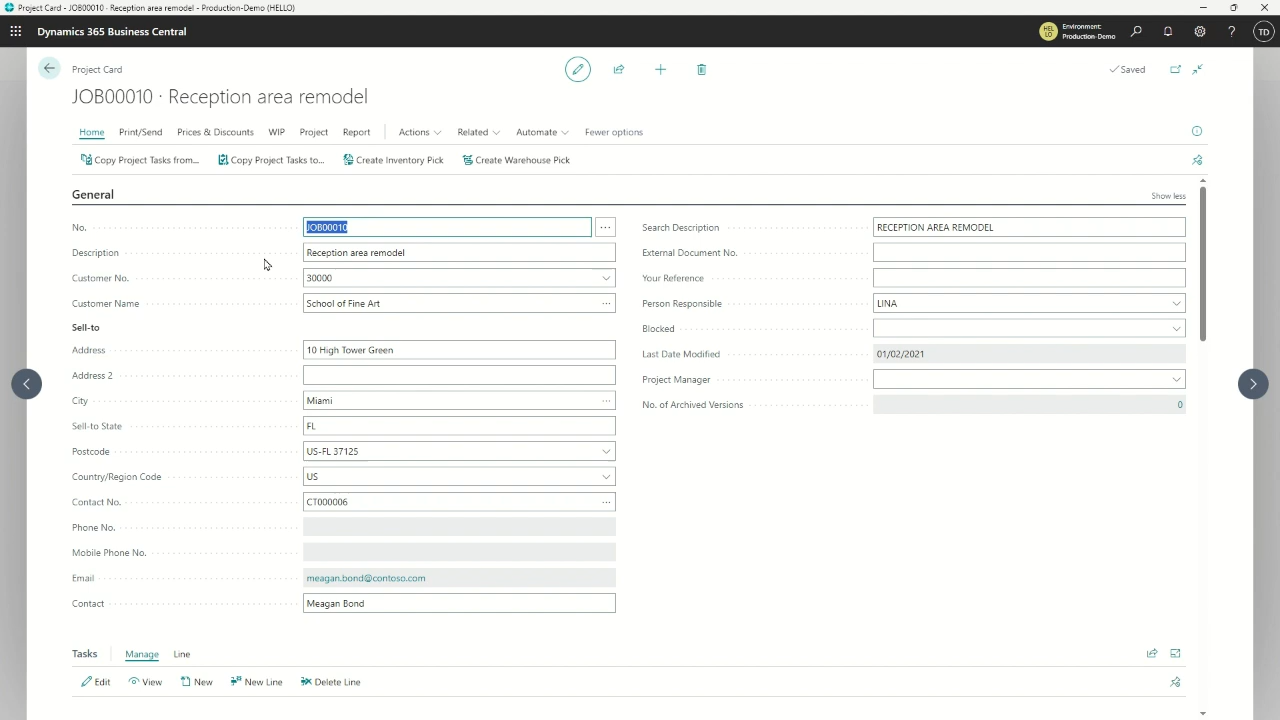 Project Card - JOB00010 · Reception area remodel - Production-Demo (HELLO)
Dynamics 365 Business Central
HEL LO
Environment:
Production-Demo
TD
Project Card
Saved
JOB00010 · Reception area remodel
Home Print/Send Prices & Discounts WIP Project Report Actions Related Automate Fewer options
Copy Project Tasks from... Copy Project Tasks to... Create Inventory Pick Create Warehouse Pick
General
Show less
No. JOB00010
Description Reception area remodel
Customer No. 30000
Customer Name School of Fine Art
Sell-to
Address 10 High Tower Green
Address 2
City Miami
Sell-to State FL
Postcode US-FL 37125
Country/Region Code US
Contact No. CT000006
Phone No.
Mobile Phone No.
Email meagan.bond@contoso.com
Contact Meagan Bond
Search Description RECEPTION AREA REMODEL
External Document No.
Your Reference
Person Responsible LINA
Blocked
Last Date Modified 01/02/2021
Project Manager
No. of Archived Versions 0
Tasks Manage Line
Edit View New New Line Delete Line